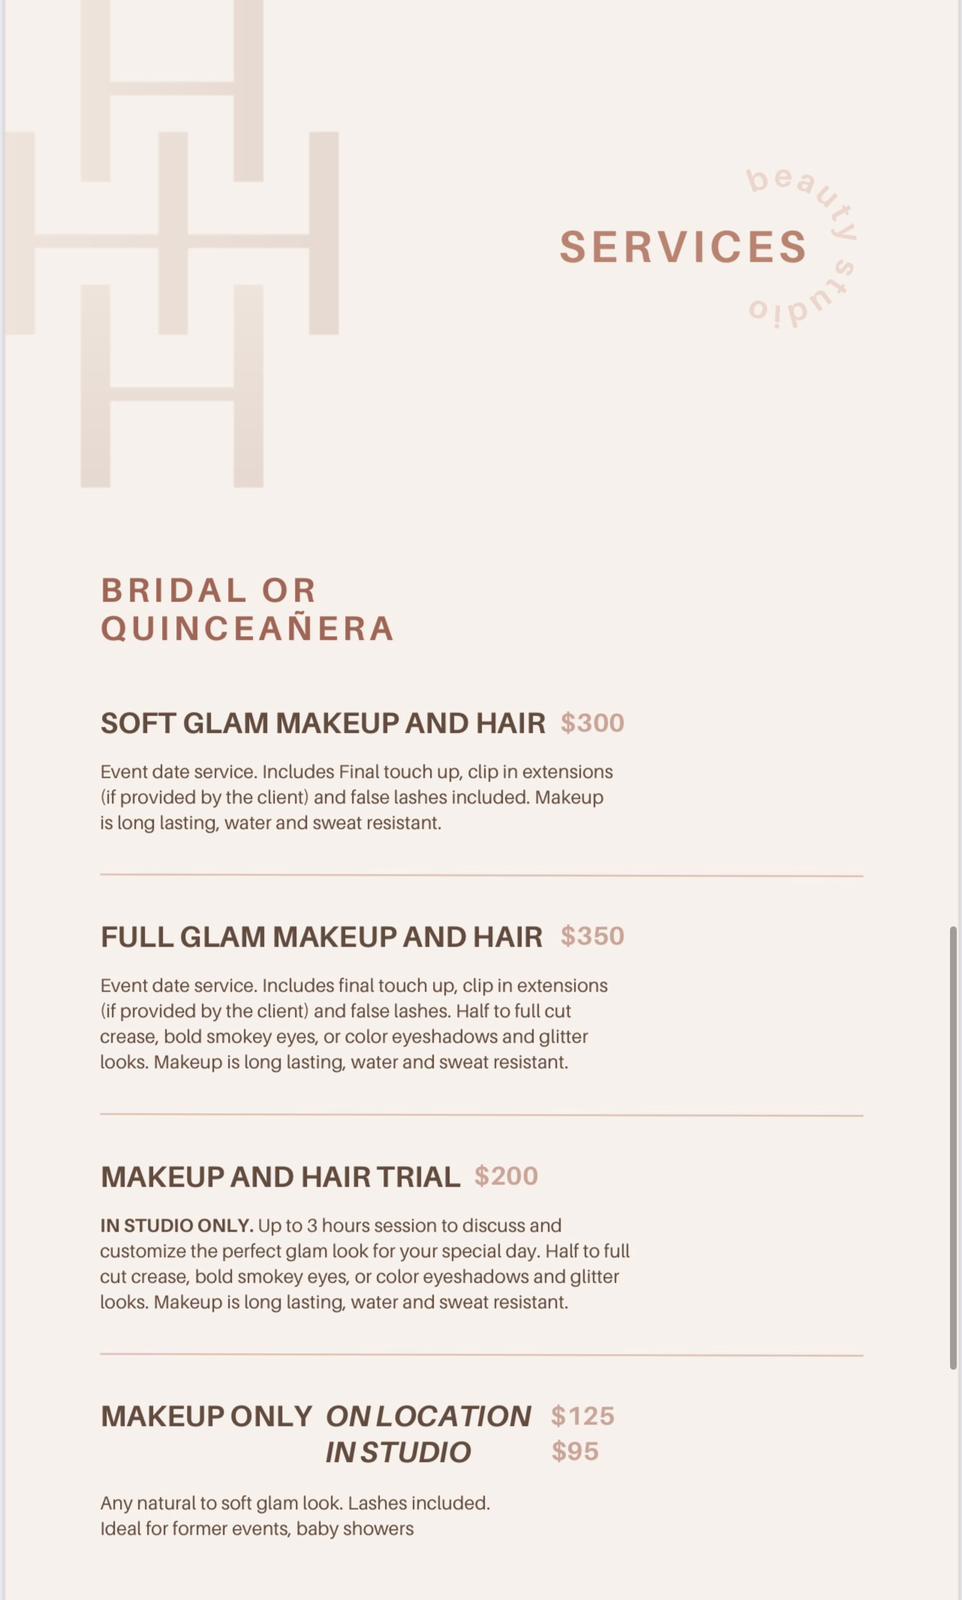 beauty studio
SERVICES
BRIDAL OR
QUINCEAÑERA
SOFT GLAM MAKEUP AND HAIR $300
Event date service. Includes Final touch up, clip in extensions
(if provided by the client) and false lashes included. Makeup
is long lasting, water and sweat resistant.
FULL GLAM MAKEUP AND HAIR $350
Event date service. Includes final touch up, clip in extensions
(if provided by the client) and false lashes. Half to full cut
crease, bold smokey eyes, or color eyeshadows and glitter
looks. Makeup is long lasting, water and sweat resistant.
MAKEUP AND HAIR TRIAL $200
IN STUDIO ONLY. Up to 3 hours session to discuss and
customize the perfect glam look for your special day. Half to full
cut crease, bold smokey eyes, or color eyeshadows and glitter
looks. Makeup is long lasting, water and sweat resistant.
MAKEUP ONLY ON LOCATION $125
IN STUDIO $95
Any natural to soft glam look. Lashes included.
Ideal for former events, baby showers